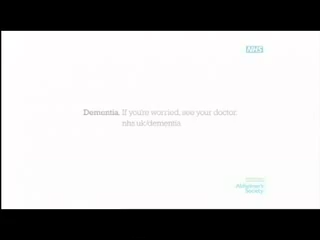 NHS
Dementia. If you're worried, see your doctor.
nhs.uk/dementia
Alzheimer's
Society